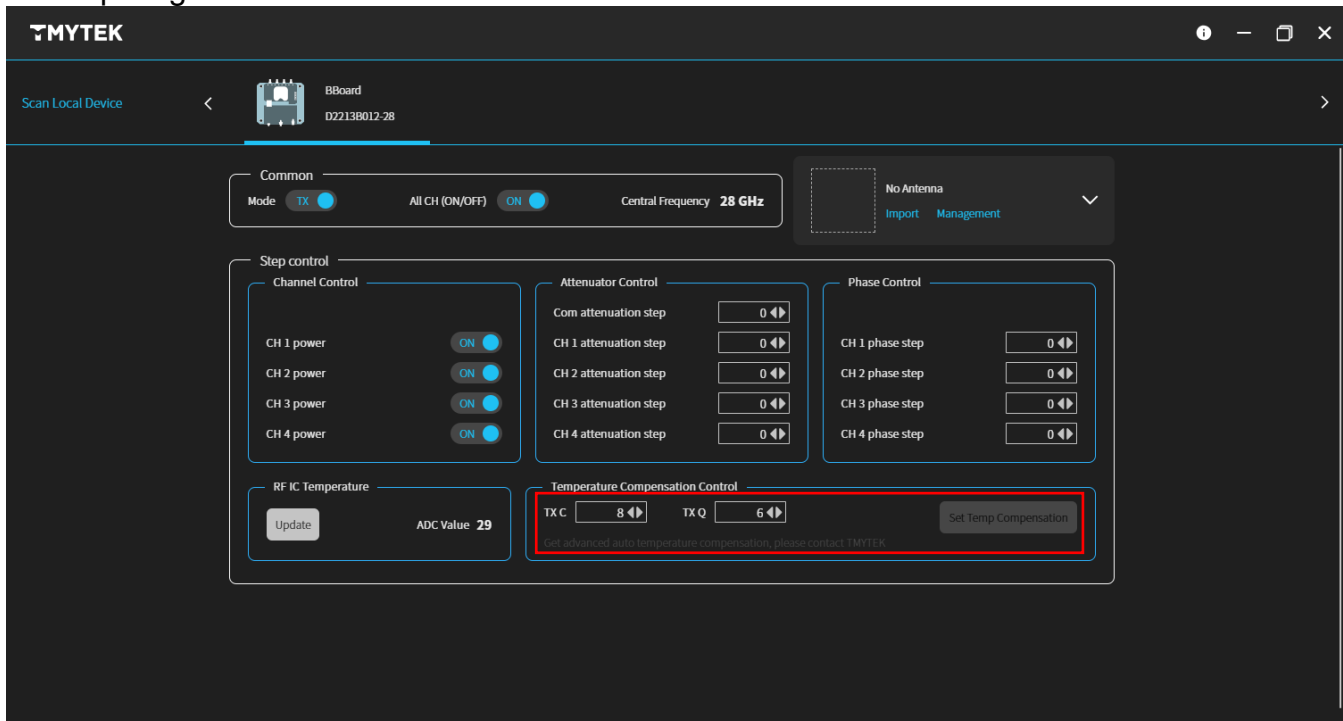 TMYTEK
Scan Local Device
BBoard
D2213B012-28
Common
Mode TX All CH (ON/OFF) ON Central Frequency 28 GHz
No Antenna
Import Management
Step control
Channel Control
CH 1 power ON
CH 2 power ON
CH 3 power ON
CH 4 power ON
Attenuator Control
Com attenuation step 0
CH 1 attenuation step 0
CH 2 attenuation step 0
CH 3 attenuation step 0
CH 4 attenuation step 0
Phase Control
CH 1 phase step 0
CH 2 phase step 0
CH 3 phase step 0
CH 4 phase step 0
RF IC Temperature
Update ADC Value 29
Temperature Compensation Control
TX C 8 TX Q 6 Set Temp Compensation
Get advanced auto temperature compensation, please contact TMYTEK